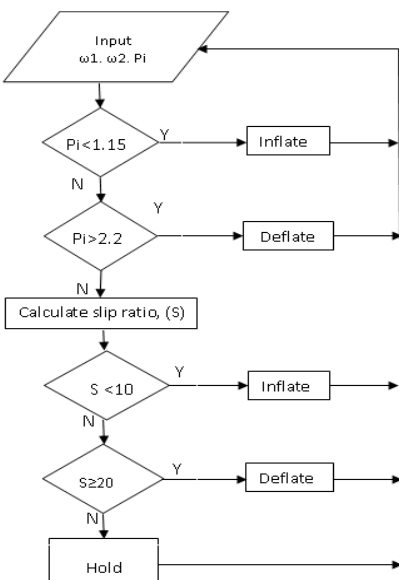 Input
ω1. ω2. Pi
Pi<1.15
Y
Inflate
N
Y
Pi>2.2
Deflate
N
Calculate slip ratio, (S)
Y
S <10
Inflate
N
Y
S≥20
Deflate
N
Hold